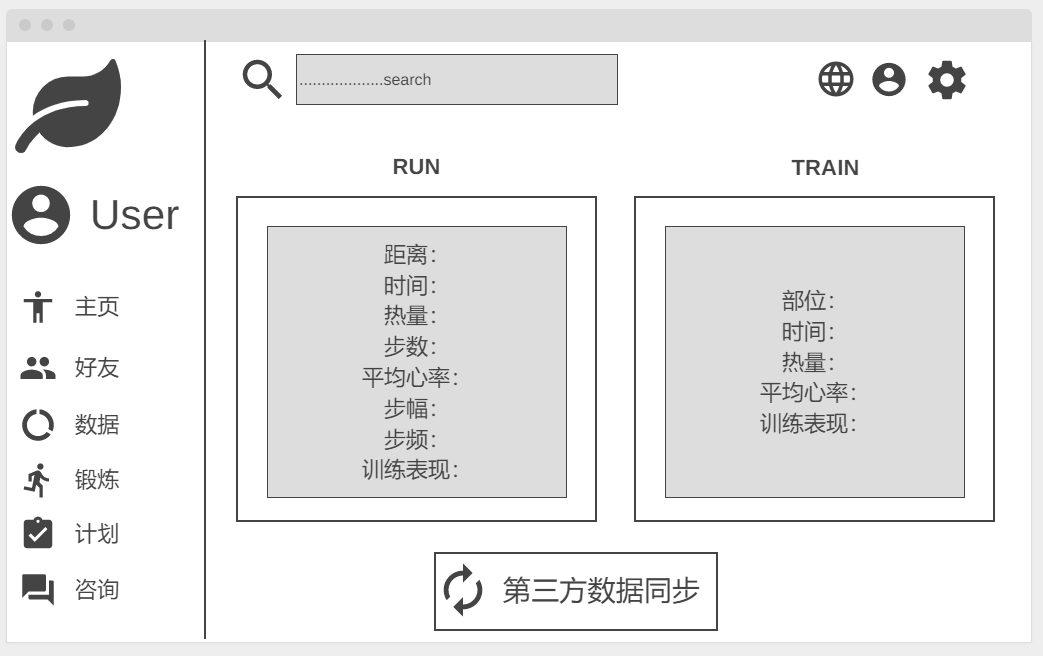 User
主页
好友
数据
锻炼
计划
咨询
...................search
RUN
距离：
时间：
热量：
步数：
平均心率：
步幅：
步频：
训练表现：
TRAIN
部位：
时间：
热量：
平均心率：
训练表现：
第三方数据同步